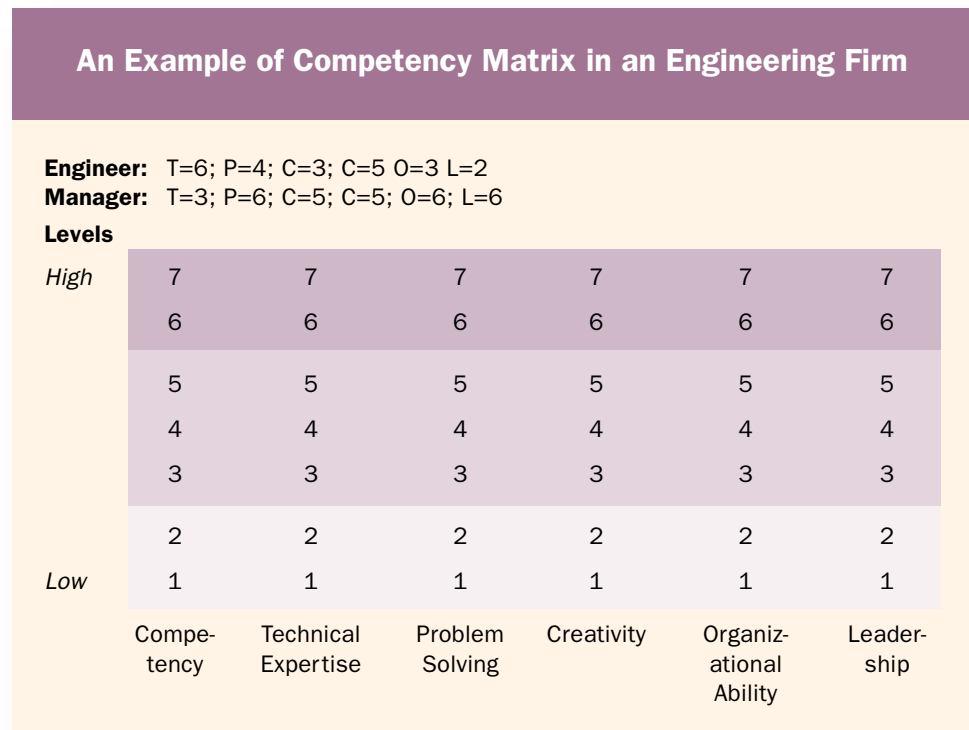 An Example of Competency Matrix in an Engineering Firm
Engineer: T=6; P=4; C=3; C=5 O=3 L=2
Manager: T=3; P=6; C=5; C=5; O=6; L=6
Levels
High 7 7 7 7 7 7
6 6 6 6 6 6
5 5 5 5 5 5
4 4 4 4 4 4
3 3 3 3 3 3
2 2 2 2 2 2
Low 1 1 1 1 1 1
Compe- Technical Problem Creativity Organiz- Leader-
tency Expertise Solving ational ship
Ability